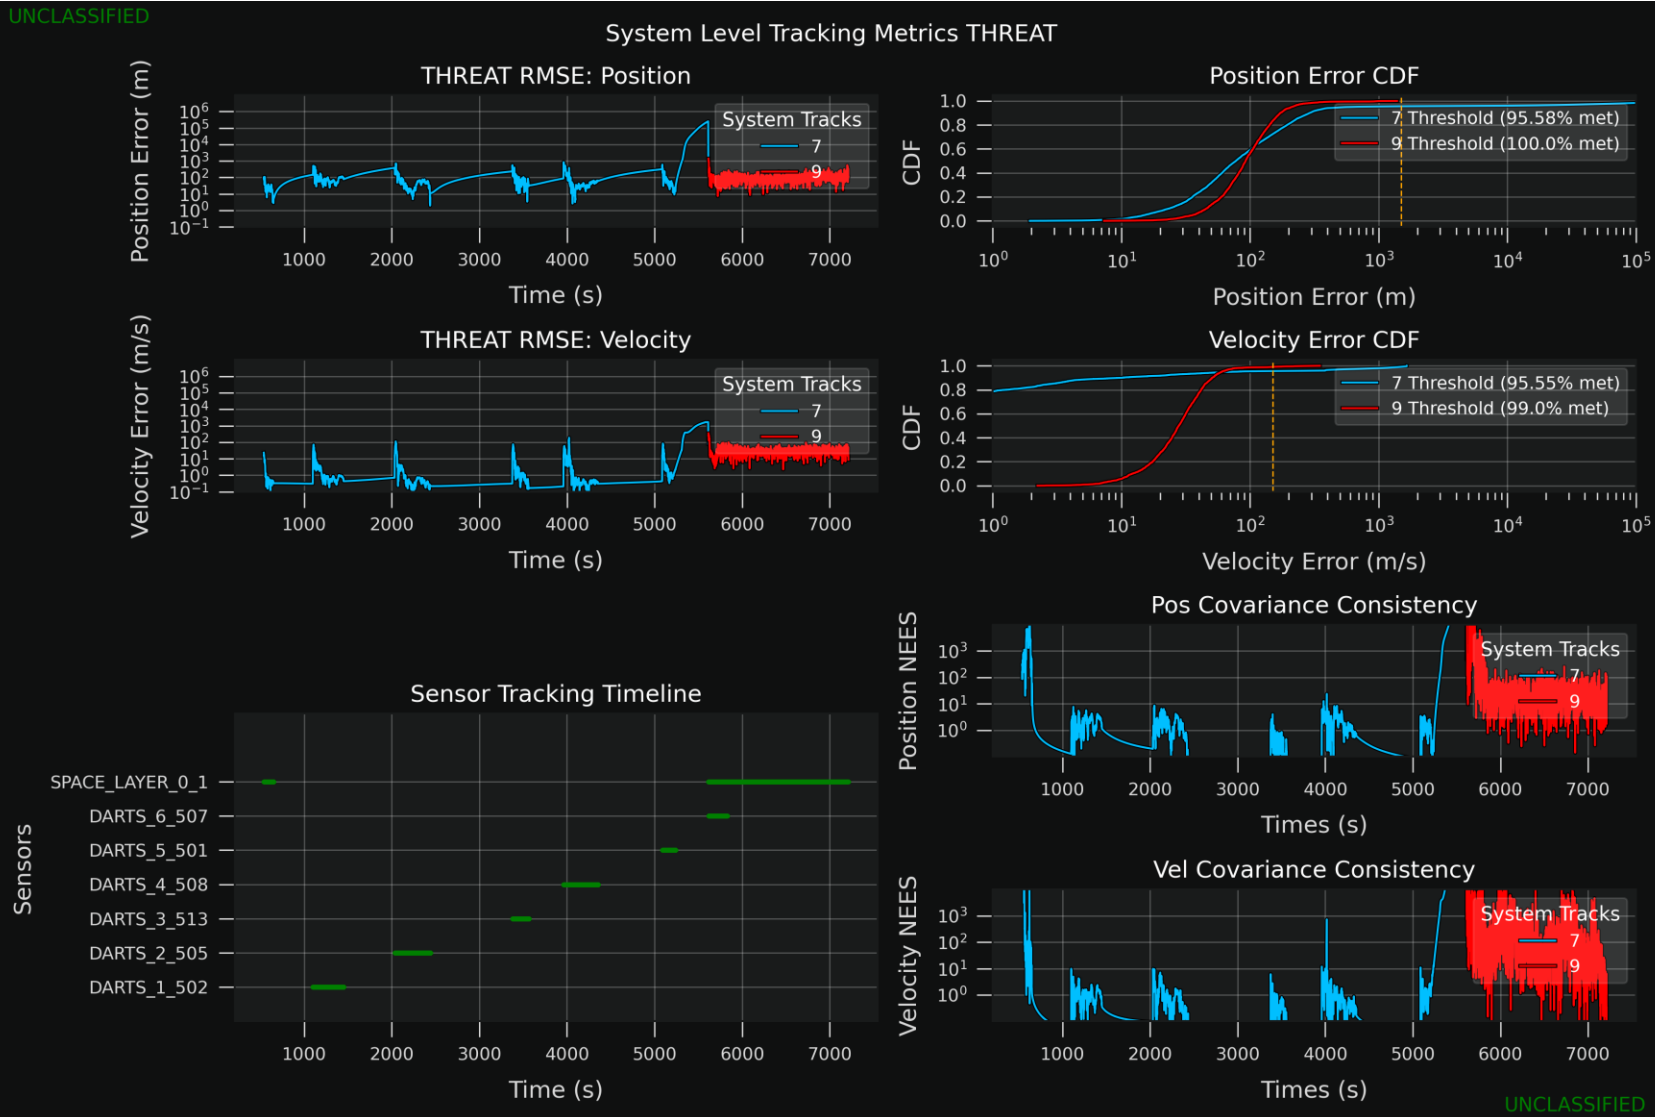 UNCLASSIFIED
System Level Tracking Metrics THREAT
THREAT RMSE: Position
Position Error (m)
10⁶
10⁵
10⁴
10³
10²
10¹
10⁰
10⁻¹
System Tracks
7
9
1000 2000 3000 4000 5000 6000 7000
Time (s)
Position Error CDF
CDF
1.0
0.8
0.6
0.4
0.2
0.0
7 Threshold (95.58% met)
9 Threshold (100.0% met)
10⁰ 10¹ 10² 10³ 10⁴ 10⁵
Position Error (m)
THREAT RMSE: Velocity
Velocity Error (m/s)
10⁶
10⁵
10⁴
10³
10²
10¹
10⁰
10⁻¹
System Tracks
7
9
1000 2000 3000 4000 5000 6000 7000
Time (s)
Velocity Error CDF
CDF
1.0
0.8
0.6
0.4
0.2
0.0
7 Threshold (95.55% met)
9 Threshold (99.0% met)
10⁰ 10¹ 10² 10³ 10⁴ 10⁵
Velocity Error (m/s)
Sensor Tracking Timeline
Sensors
SPACE_LAYER_0_1
DARTS_6_507
DARTS_5_501
DARTS_4_508
DARTS_3_513
DARTS_2_505
DARTS_1_502
1000 2000 3000 4000 5000 6000 7000
Time (s)
Pos Covariance Consistency
Position NEES
10³
10²
10¹
10⁰
System Tracks
7
9
1000 2000 3000 4000 5000 6000 7000
Times (s)
Vel Covariance Consistency
Velocity NEES
10³
10²
10¹
10⁰
System Tracks
7
9
1000 2000 3000 4000 5000 6000 7000
Times (s)
UNCLASSIFIED